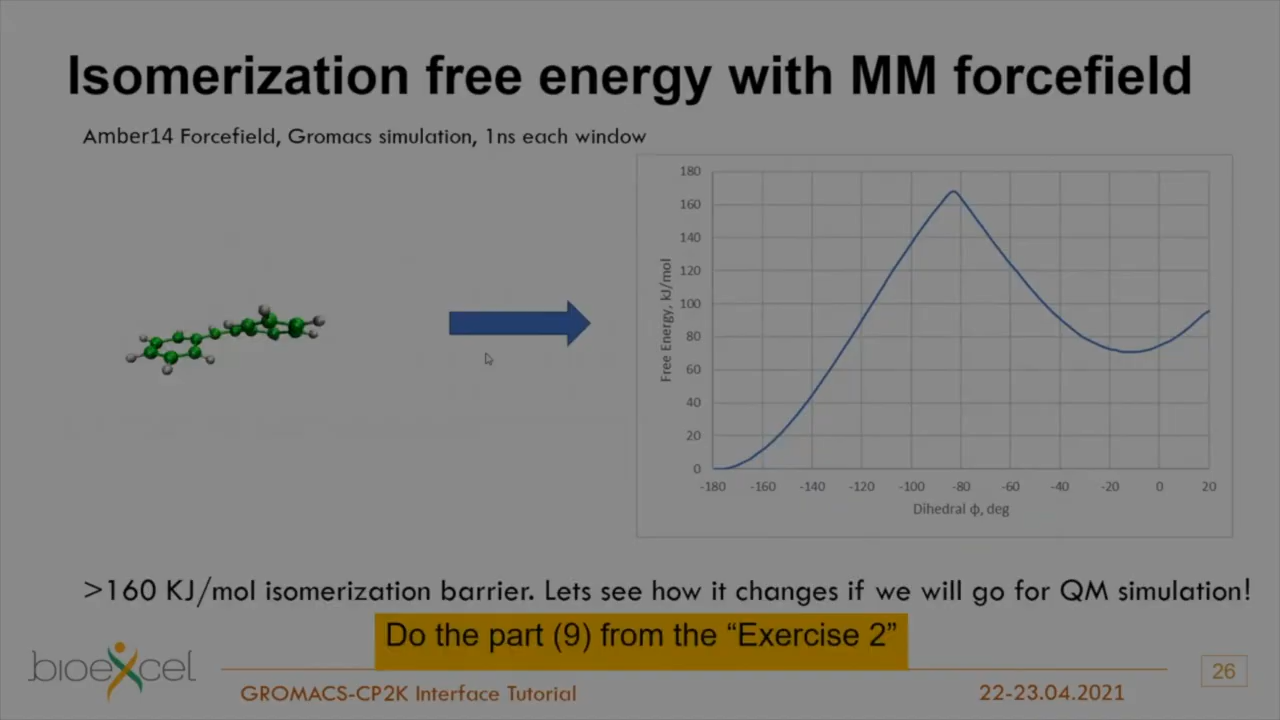 Isomerization free energy with MM forcefield
Amber14 Forcefield, Gromacs simulation, 1ns each window
180
160
140
120
100
80
60
40
20
0
Free Energy, kJ/mol
-180 -160 -140 -120 -100 -80 -60 -40 -20 0 20
Dihedral ϕ, deg
>160 KJ/mol isomerization barrier. Lets see how it changes if we will go for QM simulation!
Do the part (9) from the “Exercise 2”
bioexcel
GROMACS-CP2K Interface Tutorial
22-23.04.2021
26